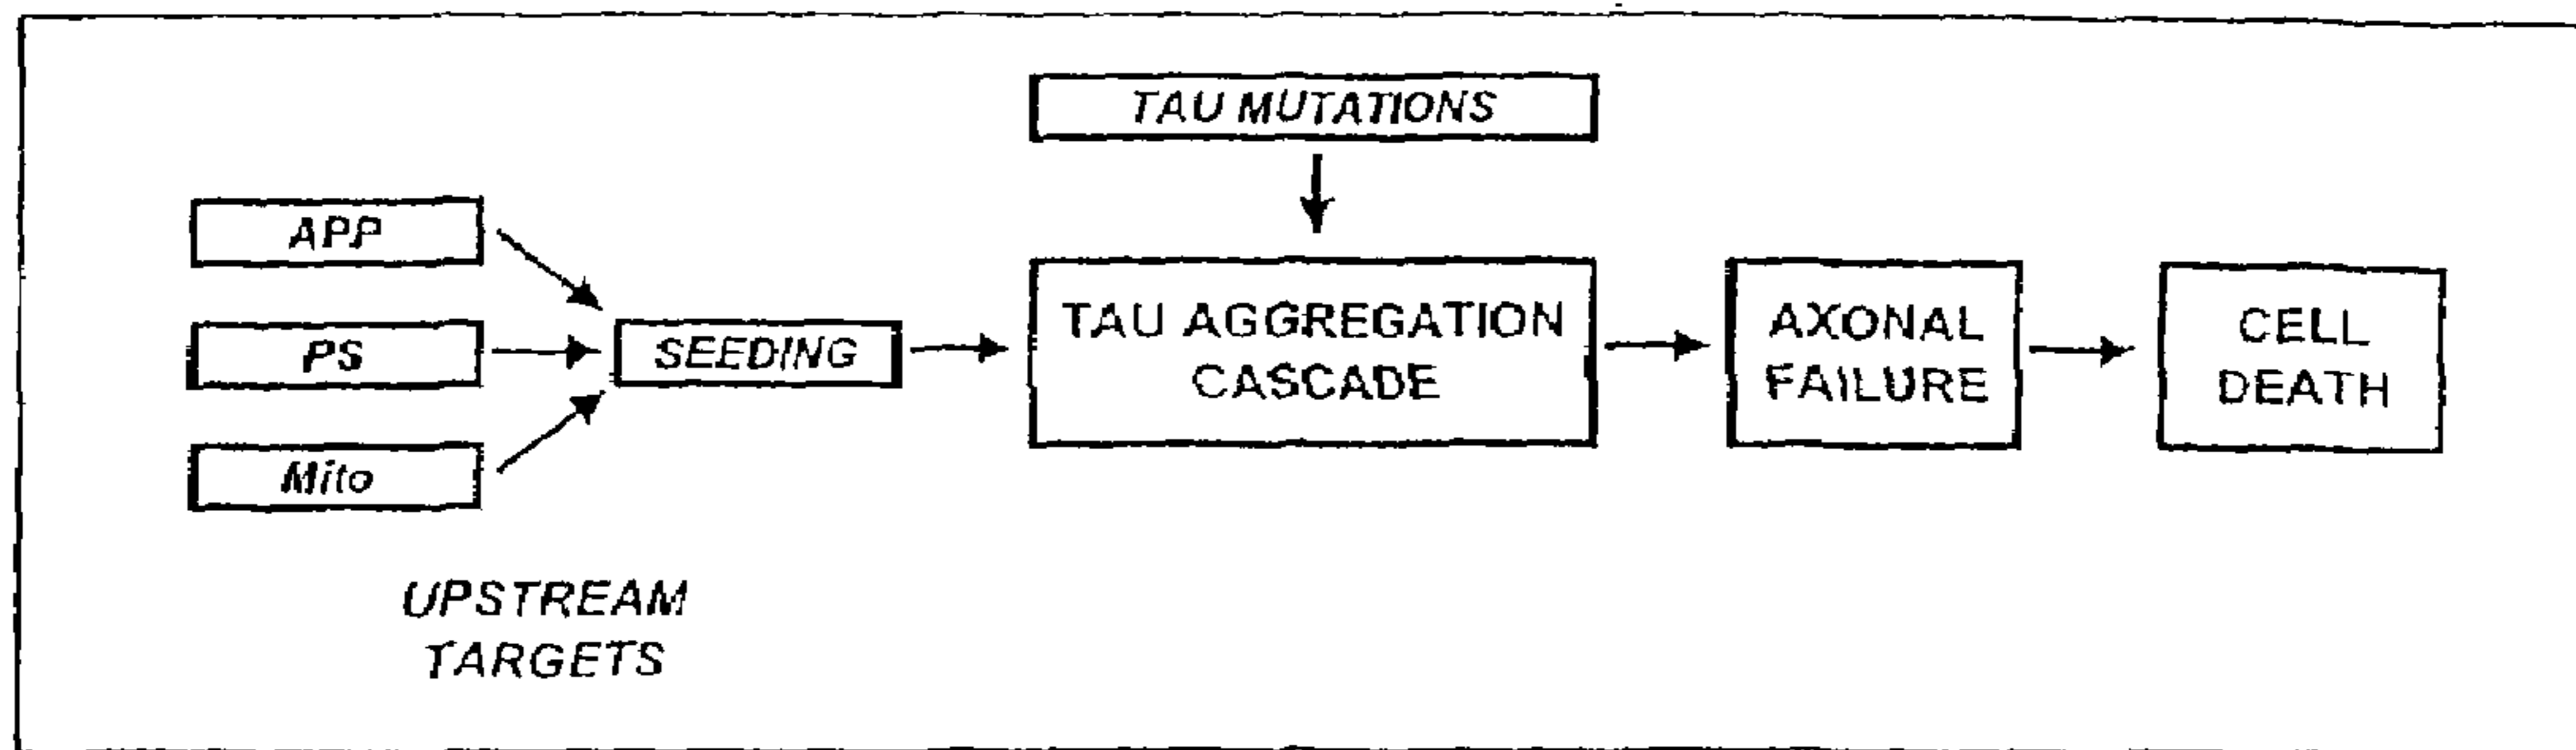 TAU MUTATIONS
APP
PS
Mito
SEEDING
TAU AGGREGATION
CASCADE
AXONAL
FAILURE
CELL
DEATH
UPSTREAM
TARGETS